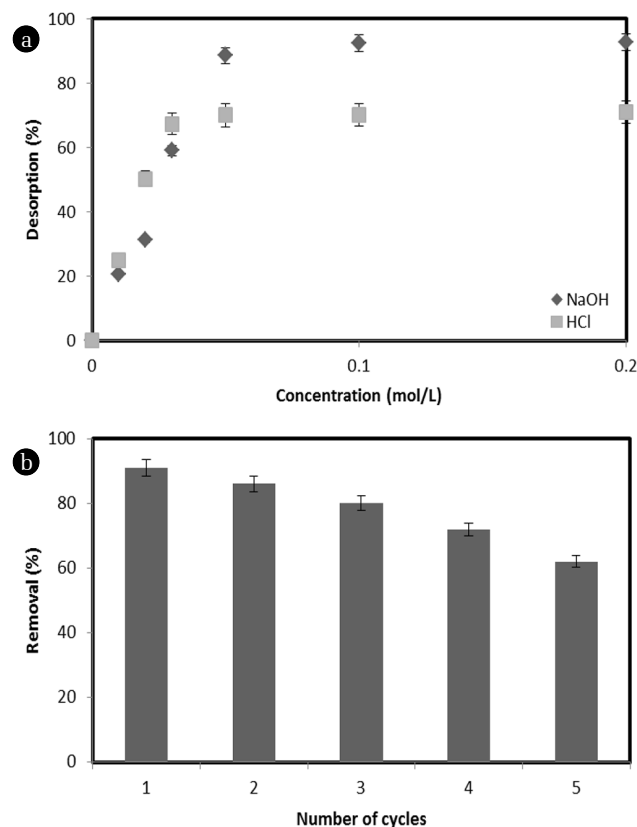 a
100
80
60
40
20
0
Desorption (%)
NaOH
HCl
0 0.1 0.2
Concentration (mol/L)
b
100
80
60
40
20
0
Removal (%)
1 2 3 4 5
Number of cycles